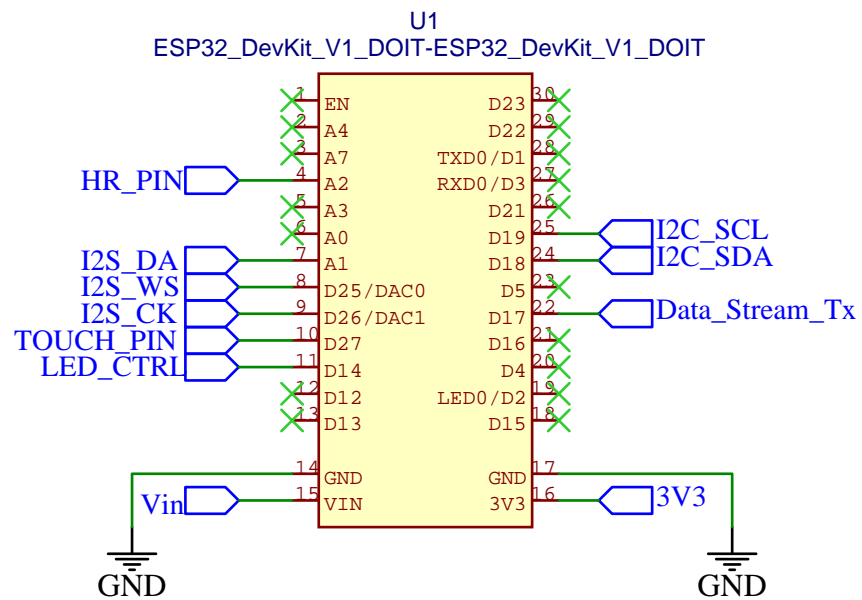 U1
ESP32_DevKit_V1_DOIT-ESP32_DevKit_V1_DOIT
1 EN D23 30
2 A4 D22 29
3 A7 TXD0/D1 28
HR_PIN 4 A2 RXD0/D3 27
5 A3 D21 26
6 A0 D19 25 I2C_SCL
I2S_DA 7 A1 D18 24 I2C_SDA
I2S_WS 8 D25/DAC0 D5 23
I2S_CK 9 D26/DAC1 D17 22 Data_Stream_Tx
TOUCH_PIN 10 D27 D16 21
LED_CTRL 11 D14 D4 20
12 D12 LED0/D2 19
13 D13 D15 18
14 GND GND 17
Vin 15 VIN 3V3 16 3V3
GND GND